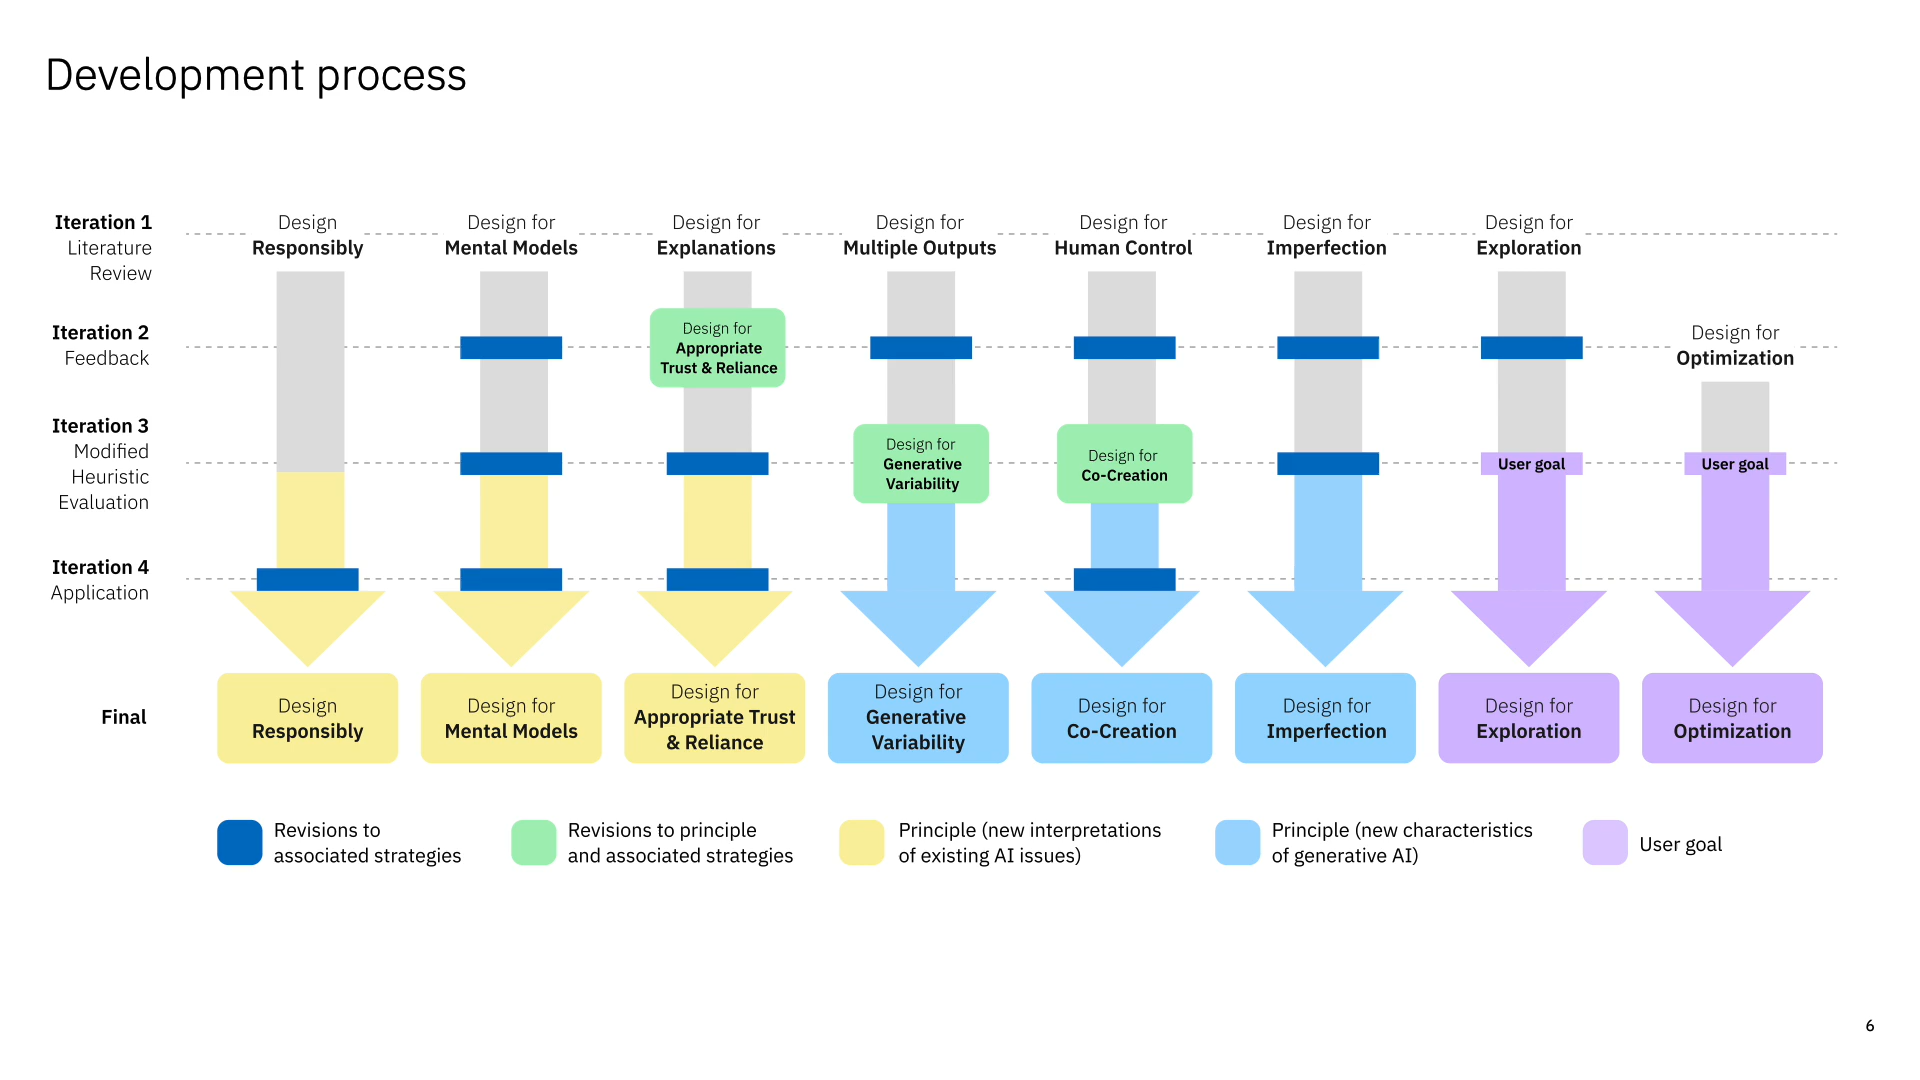 Development process
Iteration 1
Literature
Review
Design
Responsibly
Design for
Mental Models
Design for
Explanations
Design for
Multiple Outputs
Design for
Human Control
Design for
Imperfection
Design for
Exploration
Iteration 2
Feedback
Design for
Appropriate
Trust & Reliance
Design for
Optimization
Iteration 3
Modified
Heuristic
Evaluation
Design for
Generative
Variability
Design for
Co-Creation
User goal
User goal
Iteration 4
Application
Final
Design
Responsibly
Design for
Mental Models
Design for
Appropriate Trust
& Reliance
Design for
Generative
Variability
Design for
Co-Creation
Design for
Imperfection
Design for
Exploration
Design for
Optimization
Revisions to
associated strategies
Revisions to principle
and associated strategies
Principle (new interpretations
of existing AI issues)
Principle (new characteristics
of generative AI)
User goal
6